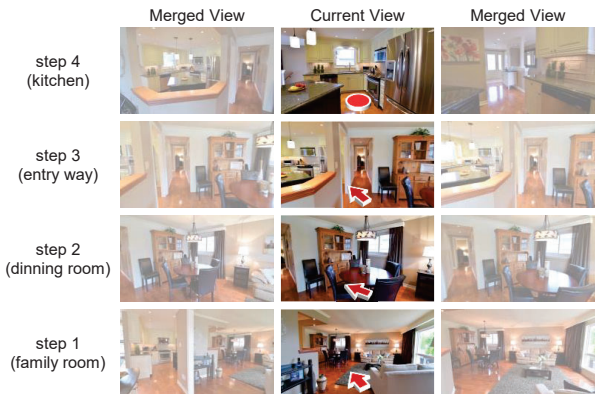 Merged View
Current View
Merged View
step 4
(kitchen)
step 3
(entry way)
step 2
(dinning room)
step 1
(family room)